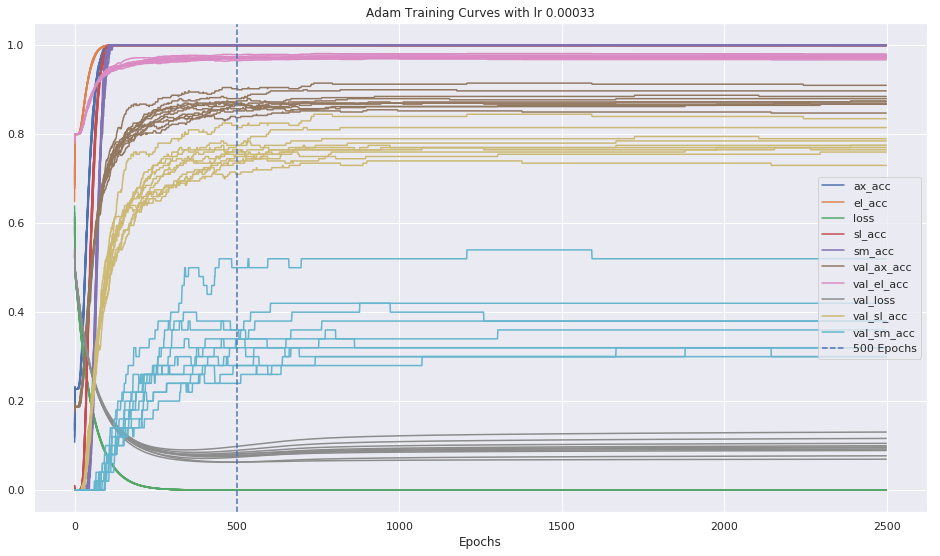 Adam Training Curves with lr 0.00033
1.0
0.8
0.6
0.4
0.2
0.0
ax_acc
el_acc
loss
sl_acc
sm_acc
val_ax_acc
val_el_acc
val_loss
val_sl_acc
val_sm_acc
500 Epochs
0
500
1000
1500
2000
2500
Epochs